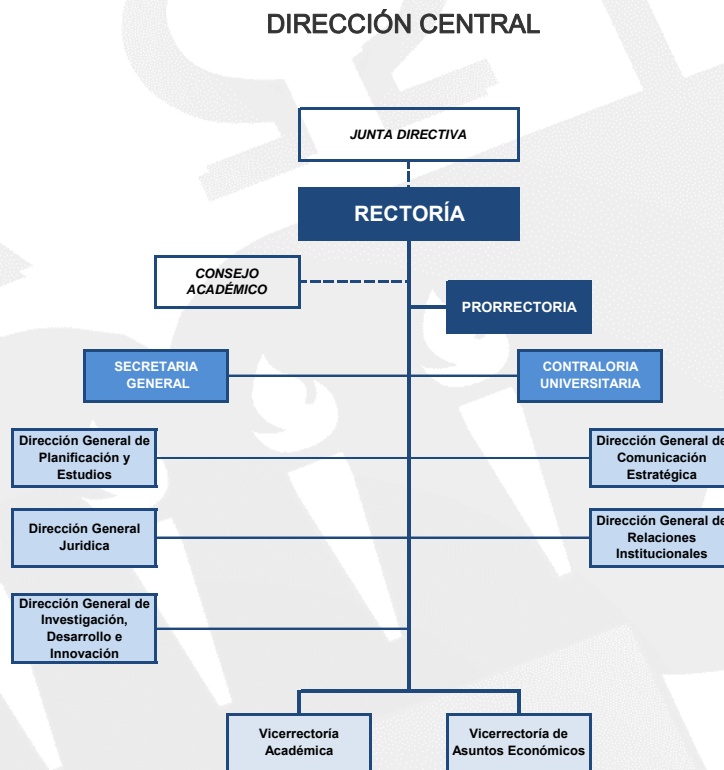 DIRECCIÓN CENTRAL
JUNTA DIRECTIVA
RECTORÍA
CONSEJO
ACADÉMICO
PRORRECTORIA
SECRETARIA
GENERAL
CONTRALORIA
UNIVERSITARIA
Dirección General de
Planificación y
Estudios
Dirección General de
Comunicación
Estratégica
Dirección General
Juridica
Dirección General de
Relaciones
Institucionales
Dirección General de
Investigación,
Desarrollo e
Innovación
Vicerrectoría
Académica
Vicerrectoría de
Asuntos Económicos